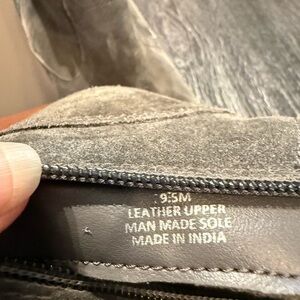 9.5M
LEATHER UPPER
MAN MADE SOLE
MADE IN INDIA